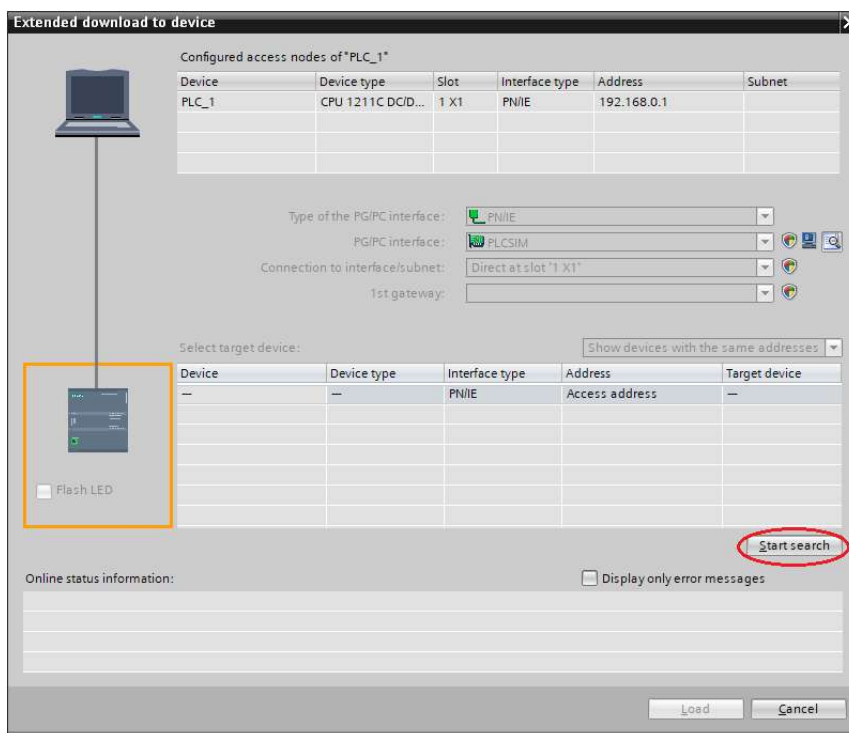 Extended download to device
Configured access nodes of "PLC_1"
Device Device type Slot Interface type Address Subnet
PLC_1 CPU 1211C DC/D... 1 X1 PN/IE 192.168.0.1
Type of the PG/PC interface: PN/IE
PG/PC interface: PLCSIM
Connection to interface/subnet: Direct at slot '1 X1'
1st gateway:
Select target device: Show devices with the same addresses
Device Device type Interface type Address Target device
— — PN/IE Access address —
Flash LED
Start search
Online status information: Display only error messages
Load Cancel